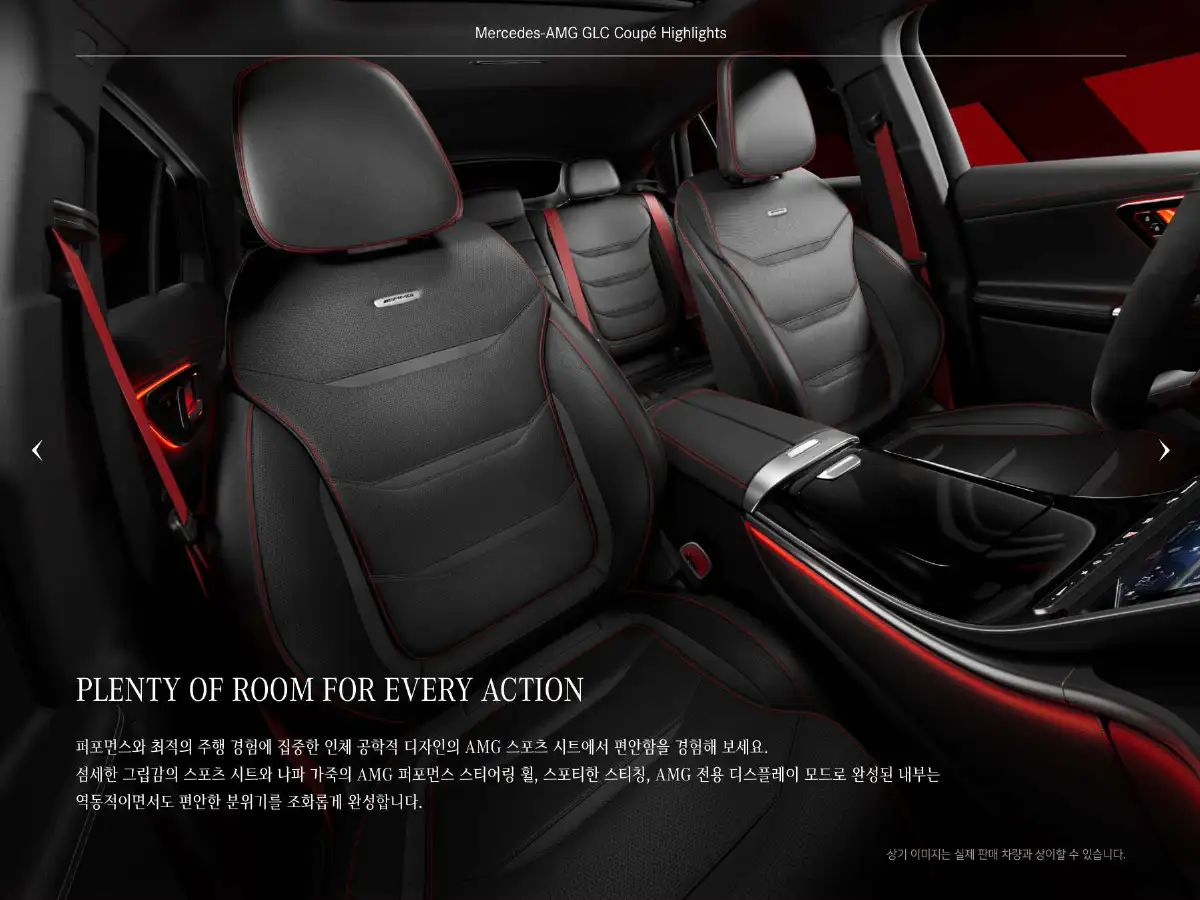 Mercedes-AMG GLC Coupé Highlights
PLENTY OF ROOM FOR EVERY ACTION
퍼포먼스와 최적의 주행 경험에 집중한 인체 공학적 디자인의 AMG 스포츠 시트에서 편안함을 경험해 보세요.
섬세한 그립감의 스포츠 시트와 나파 가죽의 AMG 퍼포먼스 스티어링 휠, 스포티한 스티칭, AMG 전용 디스플레이 모드로 완성된 내부는
역동적이면서도 편안한 분위기를 조화롭게 완성합니다.
상기 이미지는 실제 판매 차량과 상이할 수 있습니다.